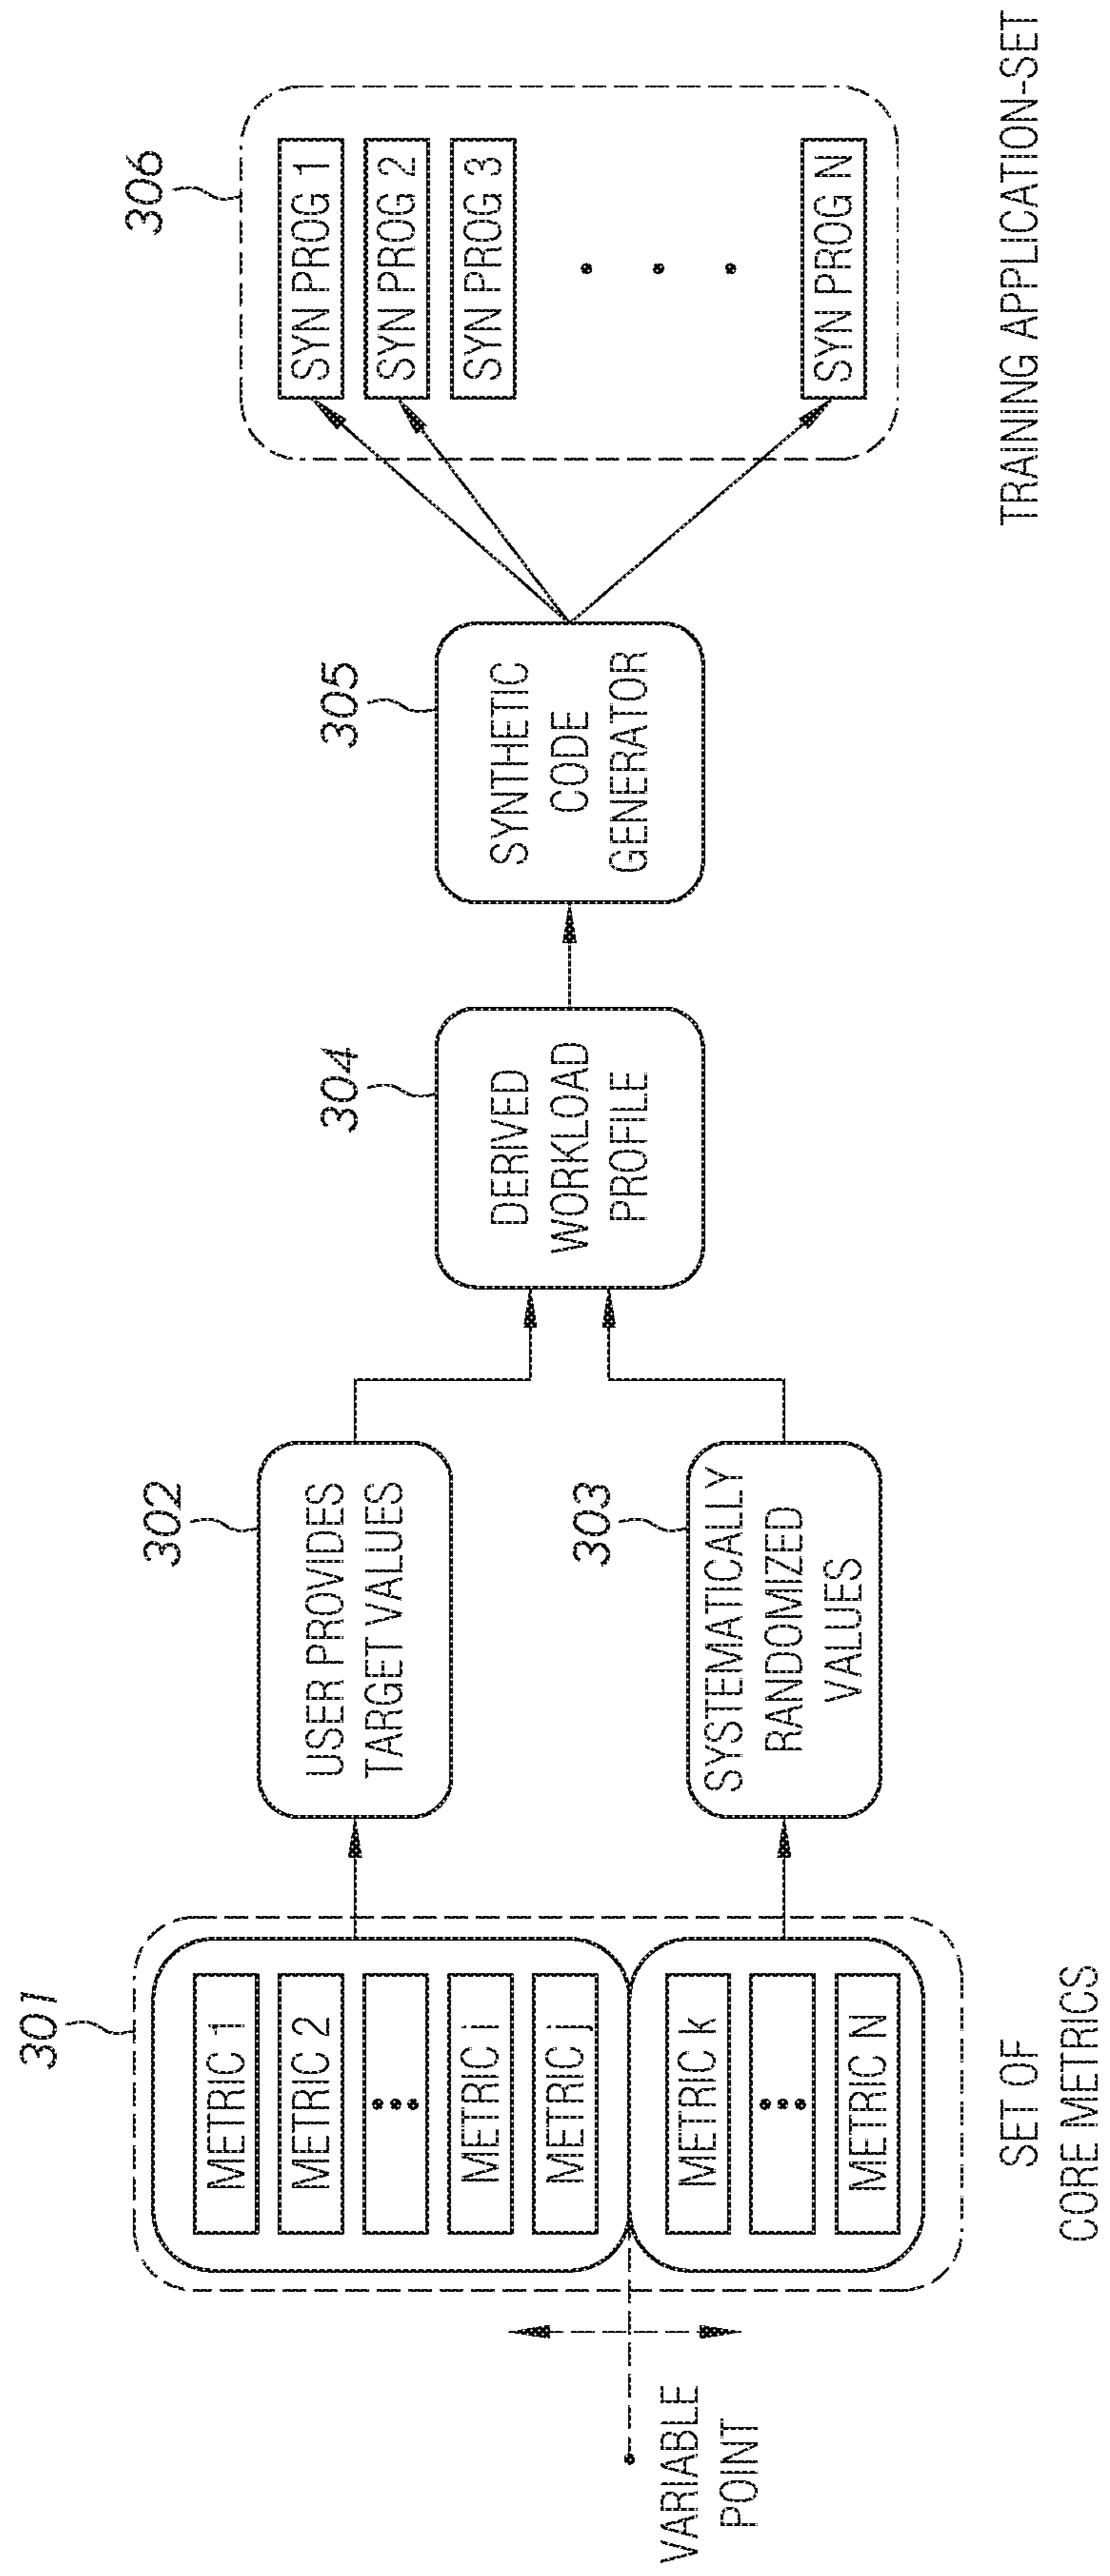 301
METRIC 1
METRIC 2
METRIC i
METRIC j
METRIC k
METRIC N
SET OF
CORE METRICS
VARIABLE
POINT
302
USER PROVIDES
TARGET VALUES
303
SYSTEMATICALLY
RANDOMIZED
VALUES
304
DERIVED
WORKLOAD
PROFILE
305
SYNTHETIC
CODE
GENERATOR
306
SYN PROG 1
SYN PROG 2
SYN PROG 3
SYN PROG N
TRAINING APPLICATION-SET